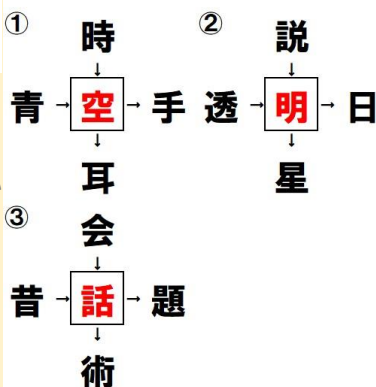 ① 時
↓
青→空→手
↓
耳
② 説
↓
透→明→日
↓
星
③ 会
↓
昔→話→題
↓
術